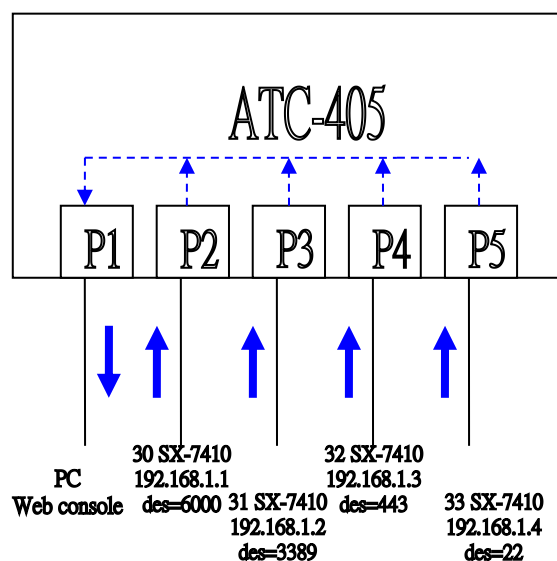 ATC-405
P1 P2 P3 P4 P5
PC
Web console
30 SX-7410
192.168.1.1
des=6000
31 SX-7410
192.168.1.2
des=3389
32 SX-7410
192.168.1.3
des=443
33 SX-7410
192.168.1.4
des=22